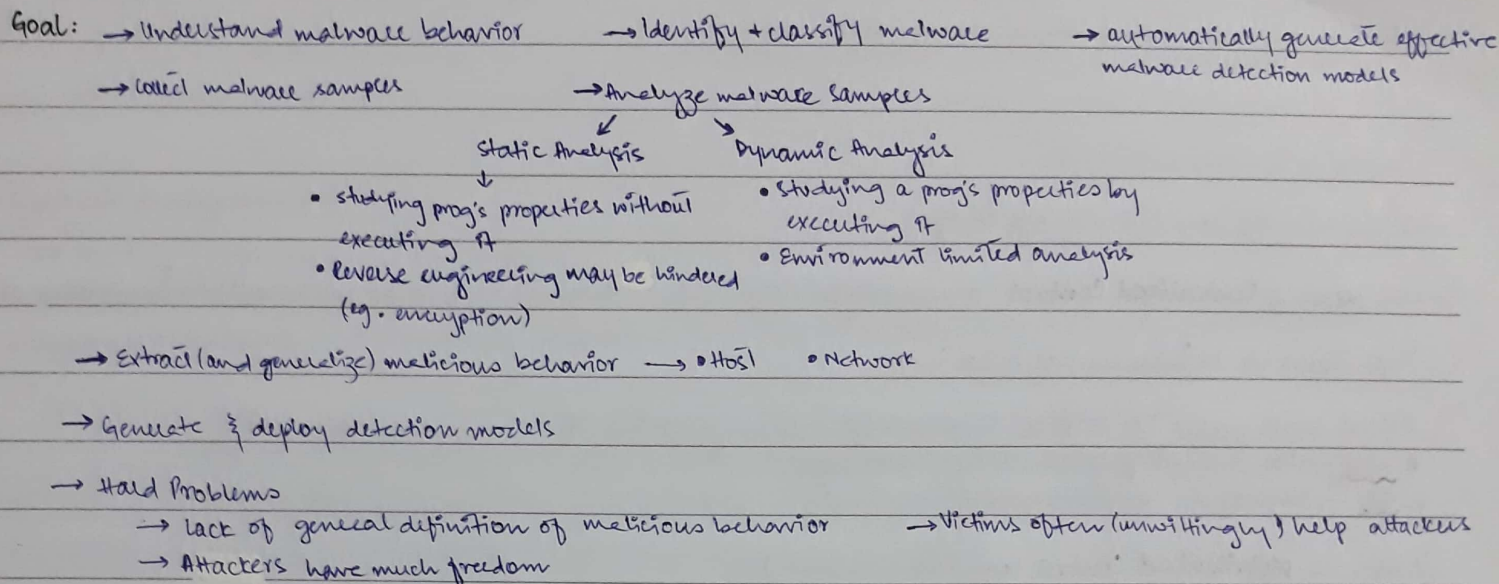 Goal: → Understand malware behavior → Identify + classify malware → automatically generate effective
malware detection models
→ Collect malware samples → Analyze malware samples
↙ ↘
Static Analysis Dynamic Analysis
↓
• studying prog's properties without
executing it
• Reverse engineering may be hindered
(eg. encryption)
• Studying a prog's properties by
executing it
• Environment limited analysis
→ Extract (and generalize) malicious behavior → • Host • Network
→ Generate & deploy detection models
→ Hard Problems
→ Lack of general definition of malicious behavior → Victims often (unwittingly) help attackers
→ Attackers have much freedom